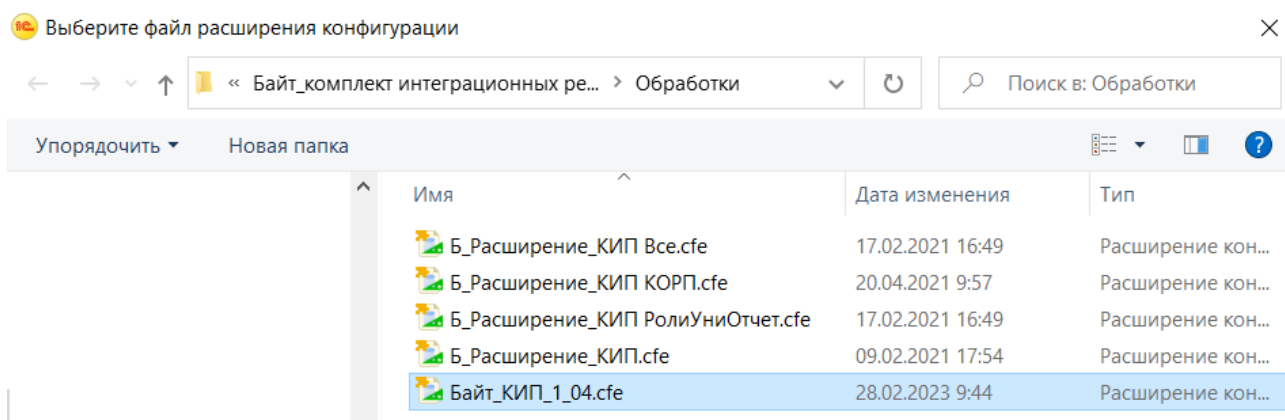 1С Выберите файл расширения конфигурации
« Байт_комплект интеграционных ре... > Обработки Поиск в: Обработки
Упорядочить Новая папка ?
Имя Дата изменения Тип
Б_Расширение_КИП Все.cfe 17.02.2021 16:49 Расширение кон...
Б_Расширение_КИП КОРП.cfe 20.04.2021 9:57 Расширение кон...
Б_Расширение_КИП РолиУниОтчет.cfe 17.02.2021 16:49 Расширение кон...
Б_Расширение_КИП.cfe 09.02.2021 17:54 Расширение кон...
Байт_КИП_1_04.cfe 28.02.2023 9:44 Расширение кон...